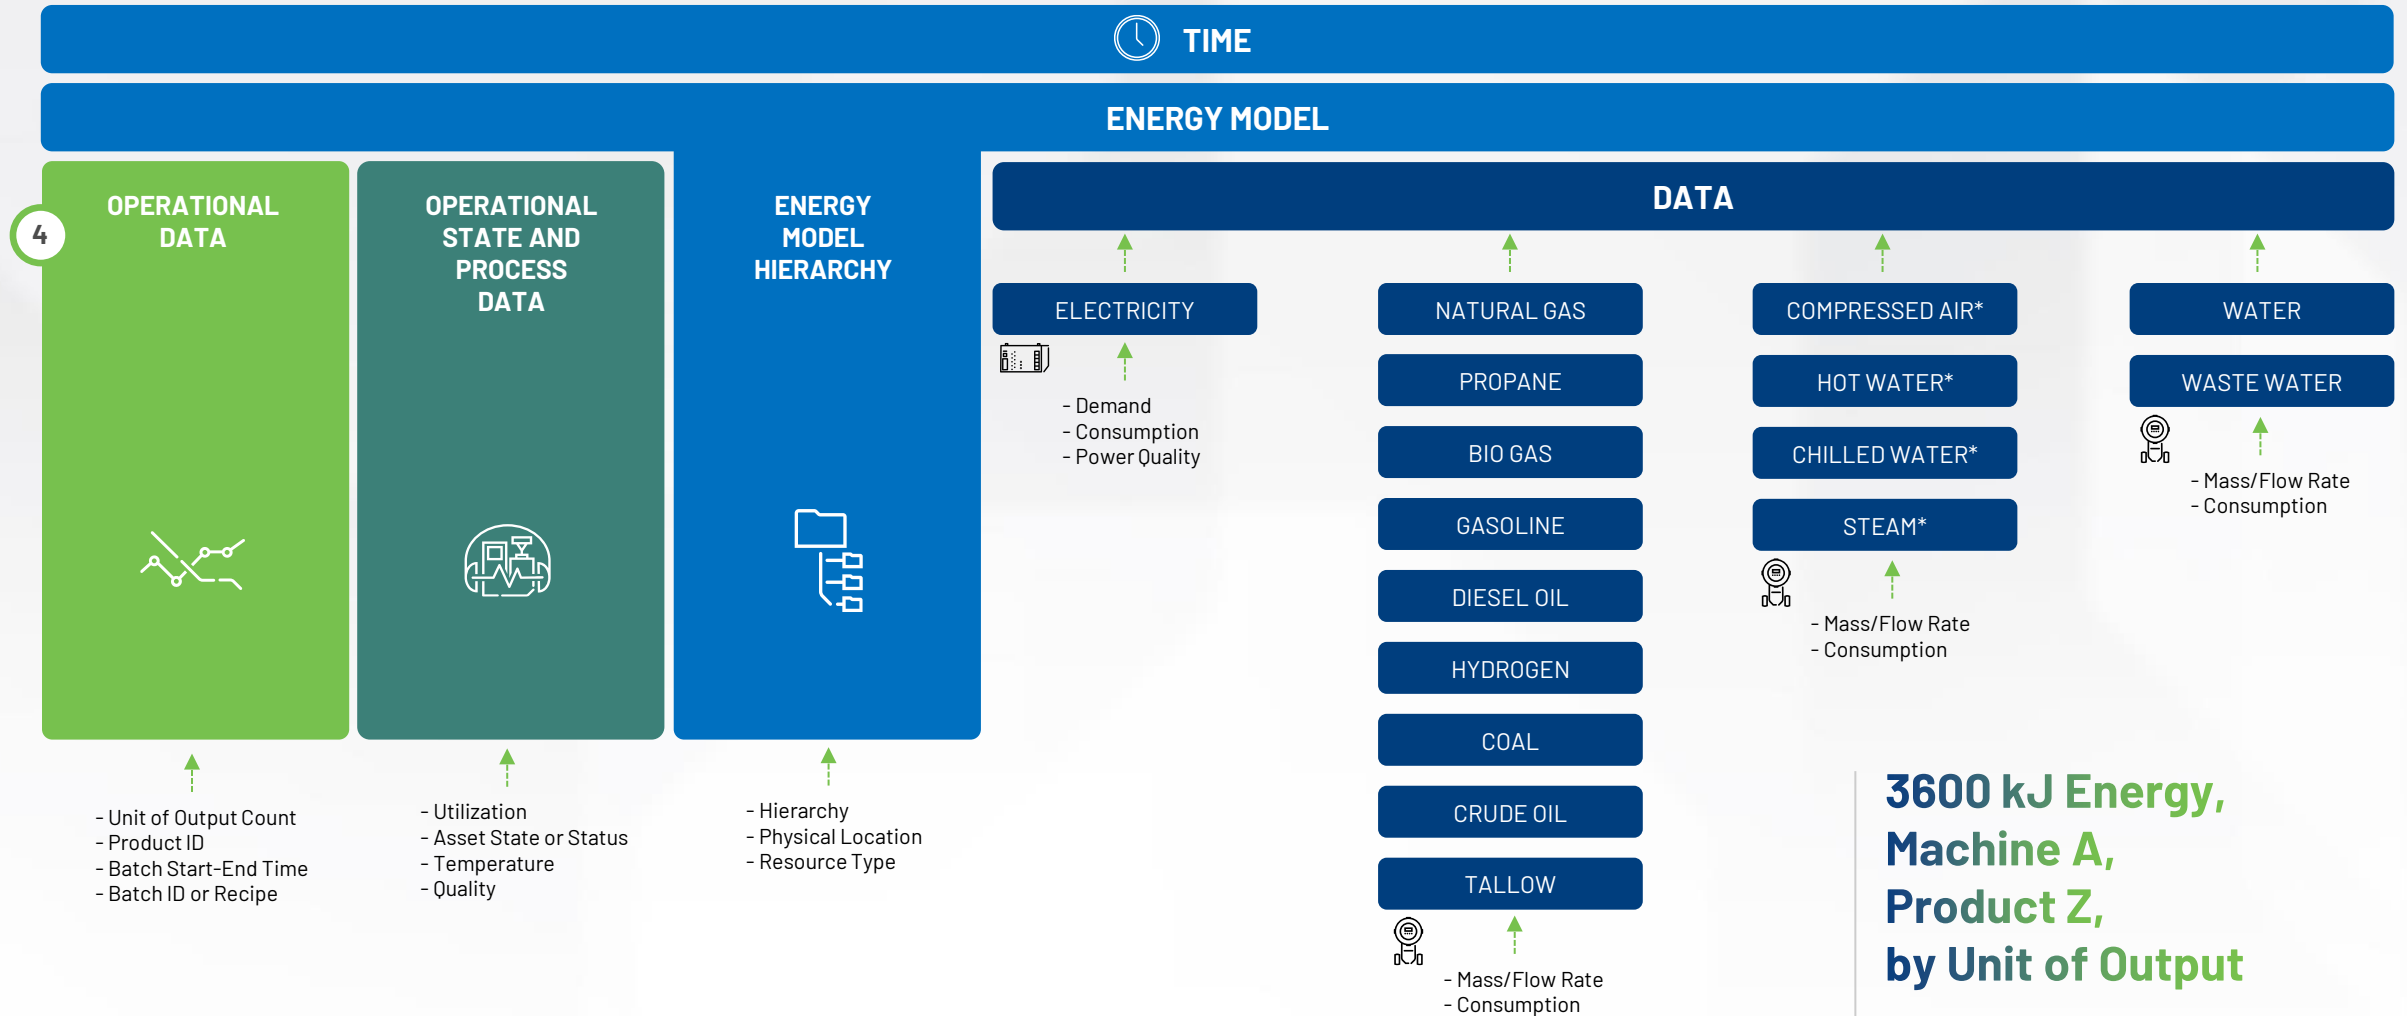 TIME
ENERGY MODEL
4
OPERATIONAL
DATA
- Unit of Output Count
- Product ID
- Batch Start-End Time
- Batch ID or Recipe
OPERATIONAL
STATE AND
PROCESS
DATA
- Utilization
- Asset State or Status
- Temperature
- Quality
ENERGY
MODEL
HIERARCHY
- Hierarchy
- Physical Location
- Resource Type
DATA
ELECTRICITY
- Demand
- Consumption
- Power Quality
NATURAL GAS
PROPANE
BIO GAS
GASOLINE
DIESEL OIL
HYDROGEN
COAL
CRUDE OIL
TALLOW
- Mass/Flow Rate
- Consumption
COMPRESSED AIR*
HOT WATER*
CHILLED WATER*
STEAM*
- Mass/Flow Rate
- Consumption
WATER
WASTE WATER
- Mass/Flow Rate
- Consumption
3600 kJ Energy,
Machine A,
Product Z,
by Unit of Output